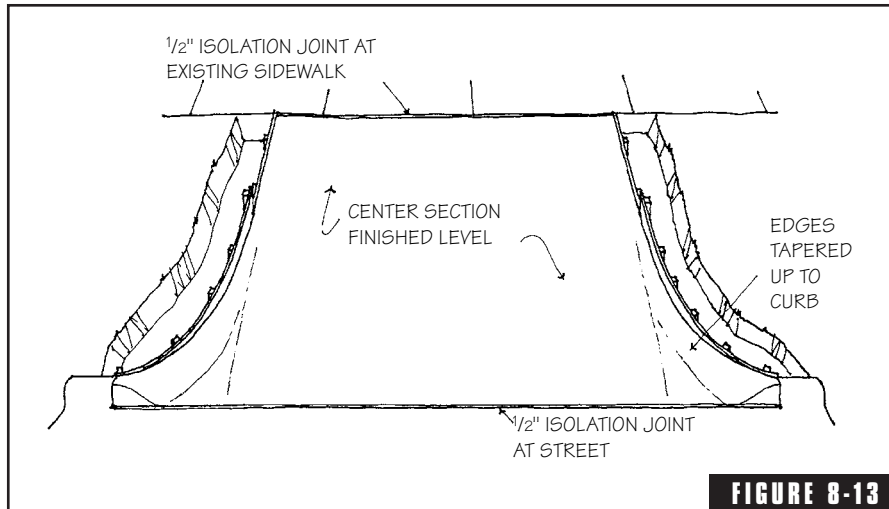 1/2" ISOLATION JOINT AT
EXISTING SIDEWALK
CENTER SECTION
FINISHED LEVEL
EDGES
TAPERED
UP TO
CURB
1/2" ISOLATION JOINT
AT STREET
FIGURE 8-13